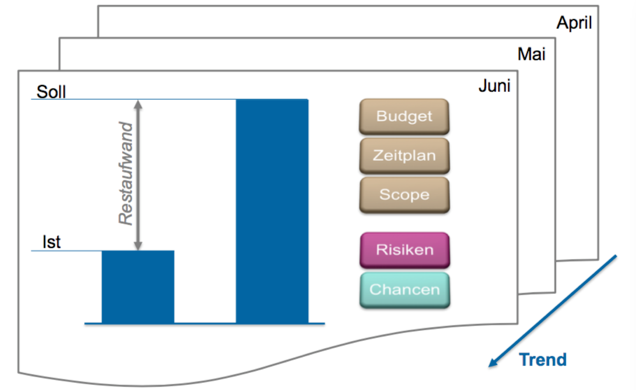 April
Mai
Juni
Soll
Restaufwand
Ist
Budget
Zeitplan
Scope
Risiken
Chancen
Trend